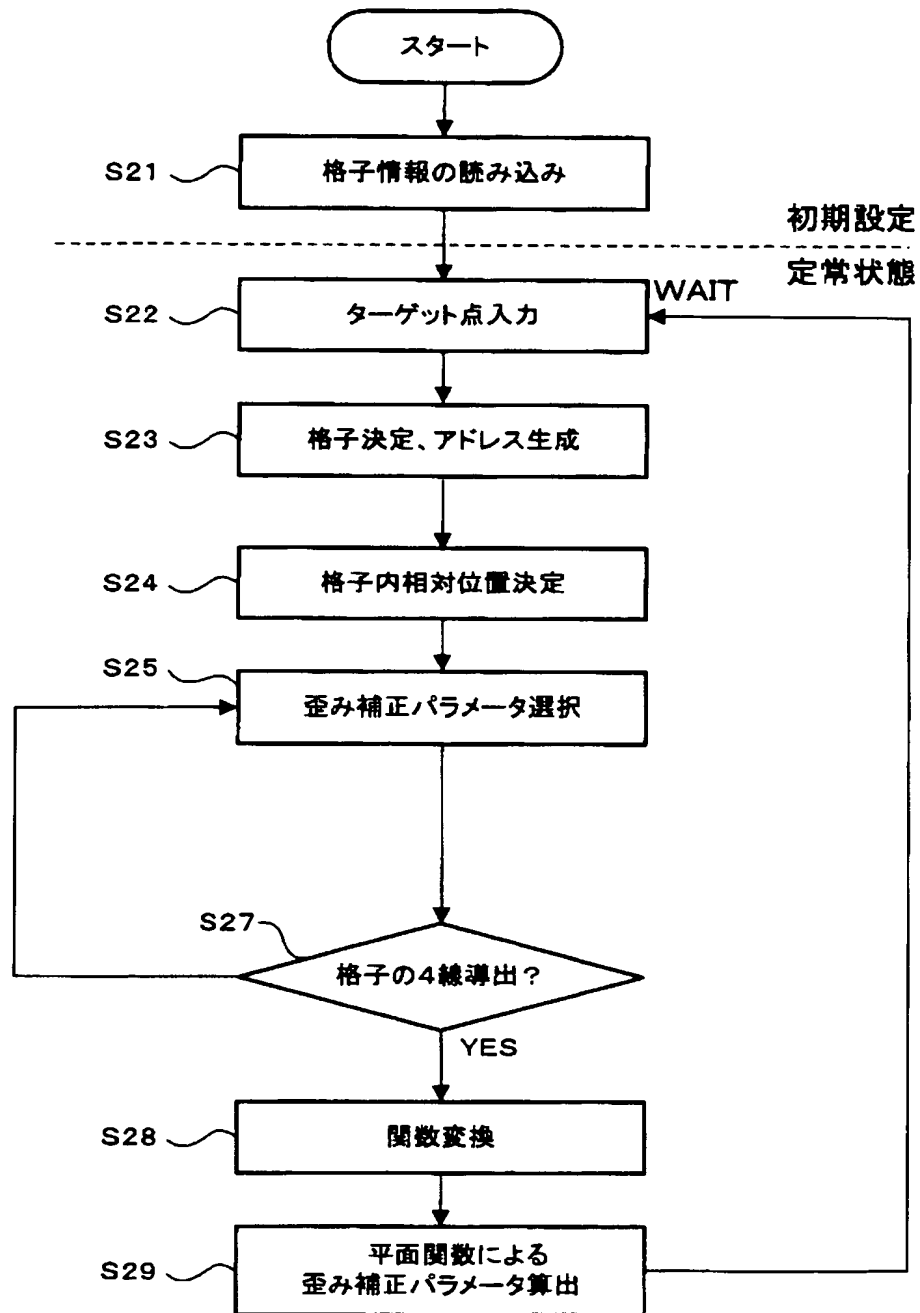 スタート
S21
格子情報の読み込み
初期設定
定常状態
WAIT
S22
ターゲット点入力
S23
格子決定、アドレス生成
S24
格子内相対位置決定
S25
歪み補正パラメータ選択
S27
格子の4線導出？
YES
S28
関数変換
S29
平面関数による
歪み補正パラメータ算出